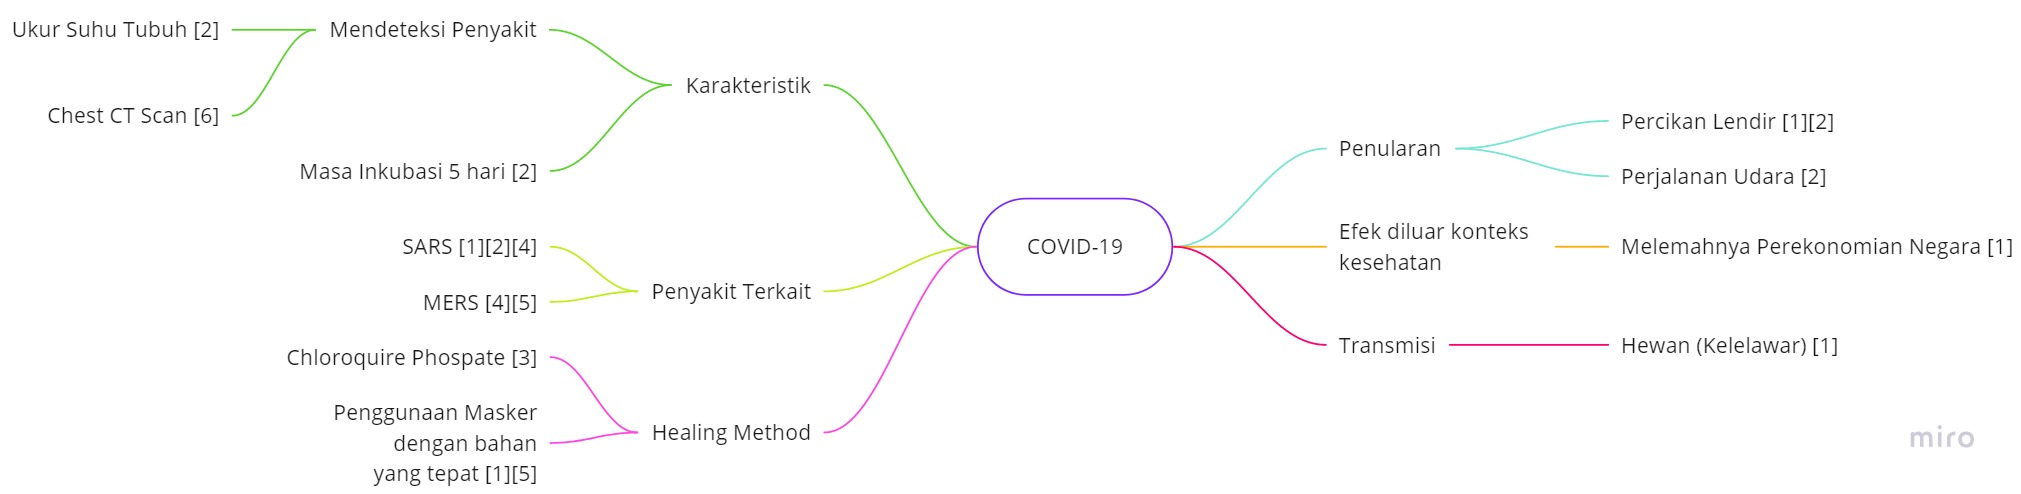 Ukur Suhu Tubuh [2]
Mendeteksi Penyakit
Karakteristik
Chest CT Scan [6]
Masa Inkubasi 5 hari [2]
SARS [1][2][4]
Penyakit Terkait
MERS [4][5]
Chloroquire Phospate [3]
Healing Method
Penggunaan Masker
dengan bahan
yang tepat [1][5]
COVID-19
Penularan
Percikan Lendir [1][2]
Perjalanan Udara [2]
Efek diluar konteks
kesehatan
Melemahnya Perekonomian Negara [1]
Transmisi
Hewan (Kelelawar) [1]
miro